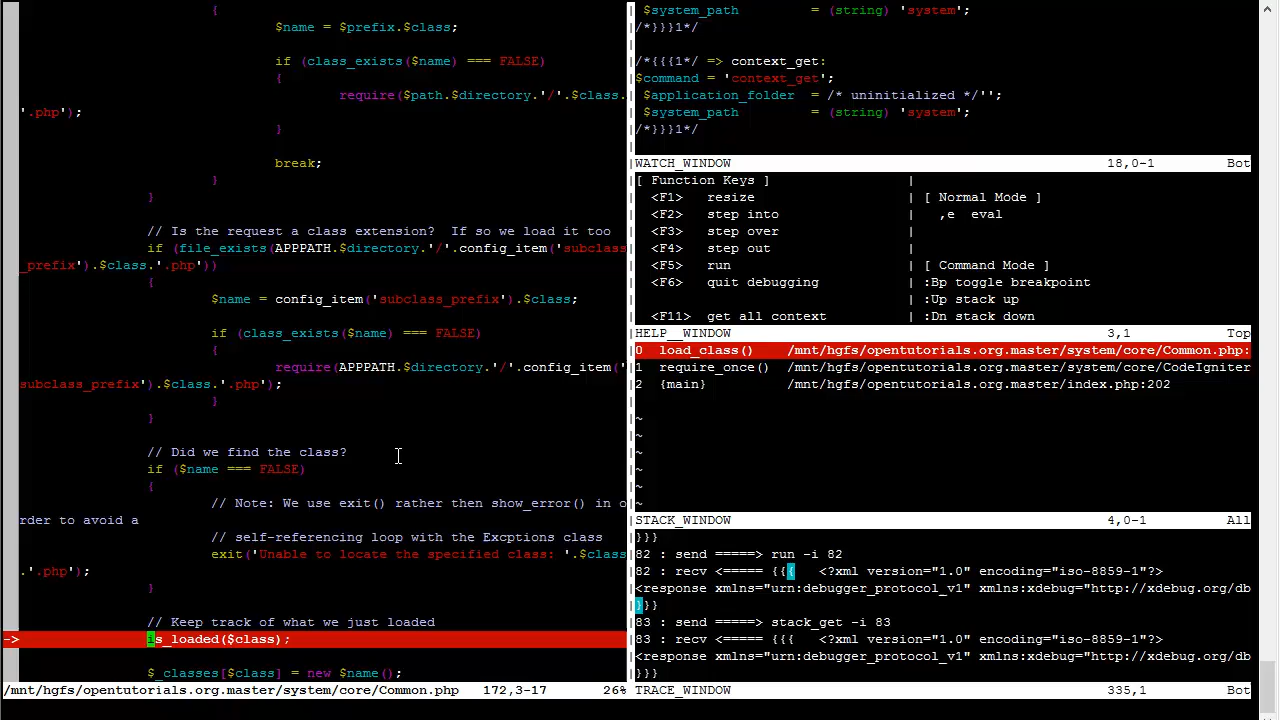 {
$name = $prefix.$class;
if (class_exists($name) === FALSE)
{
require($path.$directory.'/'.$class.
'.php');
}
break;
}
}
// Is the request a class extension?  If so we load it too
if (file_exists(APPPATH.$directory.'/'.config_item('subclass
_prefix').$class.'.php'))
{
$name = config_item('subclass_prefix').$class;
if (class_exists($name) === FALSE)
{
require(APPPATH.$directory.'/'.config_item('
subclass_prefix').$class.'.php');
}
}
// Did we find the class?
if ($name === FALSE)
{
// Note: We use exit() rather then show_error() in o
rder to avoid a
// self-referencing loop with the Excptions class
exit('Unable to locate the specified class: '.$class
.'.php');
}
// Keep track of what we just loaded
-> is_loaded($class);
$_classes[$class] = new $name();
/mnt/hgfs/opentutorials.org.master/system/core/Common.php 172,3-17 26%
$system_path = (string) 'system';
/*}}}1*/
/*{{{1*/ => context_get:
$command = 'context_get';
$application_folder = /* uninitialized */'';
$system_path = (string) 'system';
/*}}}1*/
WATCH_WINDOW 18,0-1 Bot
[ Function Keys ] |
<F1> resize | [ Normal Mode ]
<F2> step into | ,e eval
<F3> step over |
<F4> step out |
<F5> run | [ Command Mode ]
<F6> quit debugging | :Bp toggle breakpoint
| :Up stack up
<F11> get all context | :Dn stack down
HELP__WINDOW 3,1 Top
0 load_class() /mnt/hgfs/opentutorials.org.master/system/core/Common.php:
1 require_once() /mnt/hgfs/opentutorials.org.master/system/core/CodeIgniter
2 {main} /mnt/hgfs/opentutorials.org.master/index.php:202
~
~
~
~
~
~
STACK_WINDOW 4,0-1 All
}}}
82 : send =====> run -i 82
82 : recv <===== {{{ <?xml version="1.0" encoding="iso-8859-1"?>
<response xmlns="urn:debugger_protocol_v1" xmlns:xdebug="http://xdebug.org/db
}}}
83 : send =====> stack_get -i 83
83 : recv <===== {{{ <?xml version="1.0" encoding="iso-8859-1"?>
<response xmlns="urn:debugger_protocol_v1" xmlns:xdebug="http://xdebug.org/db
}}}
TRACE_WINDOW 335,1 Bot